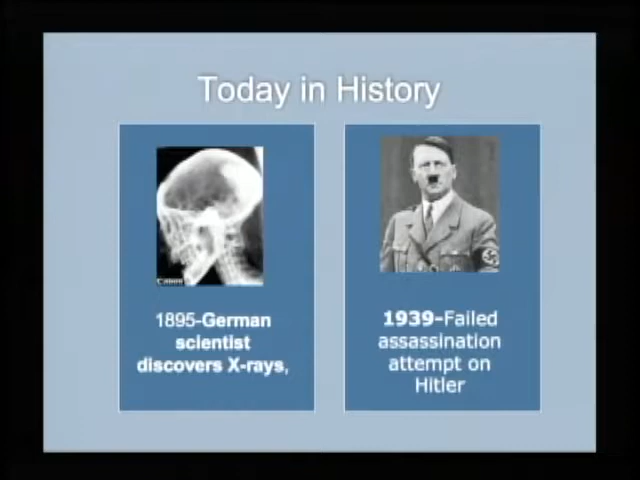 Today in History
1895-German
scientist
discovers X-rays,
1939-Failed
assassination
attempt on
Hitler